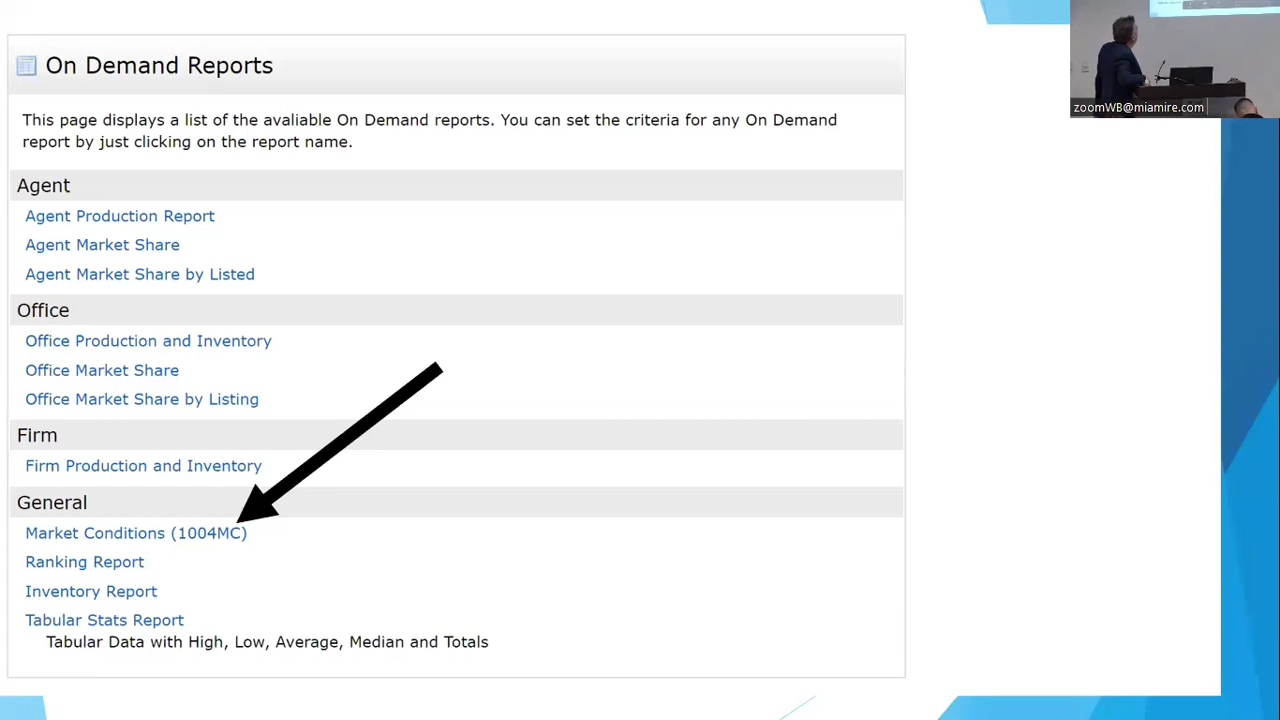 On Demand Reports
This page displays a list of the avaliable On Demand reports. You can set the criteria for any On Demand
report by just clicking on the report name.
Agent
Agent Production Report
Agent Market Share
Agent Market Share by Listed
Office
Office Production and Inventory
Office Market Share
Office Market Share by Listing
Firm
Firm Production and Inventory
General
Market Conditions (1004MC)
Ranking Report
Inventory Report
Tabular Stats Report
Tabular Data with High, Low, Average, Median and Totals
zoomWB@miamire.com